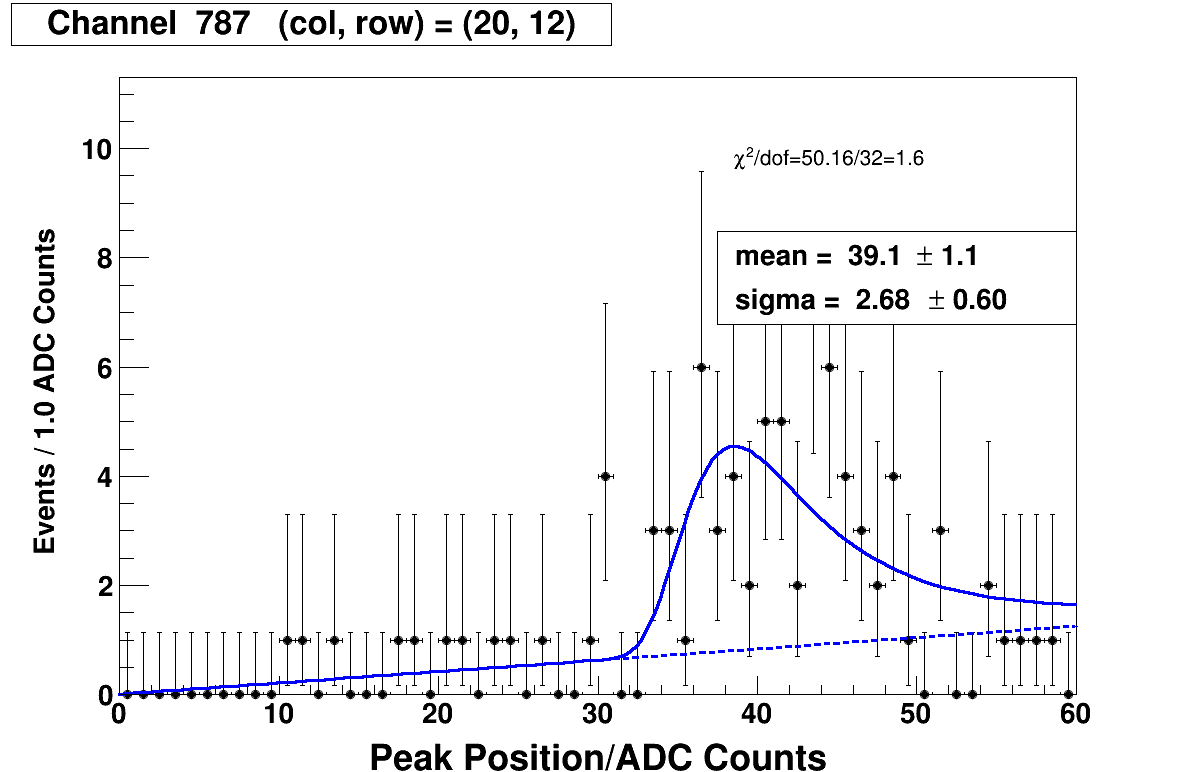 Channel 787 (col, row) = (20, 12)
10
8
6
4
2
0
Events / 1.0 ADC Counts
χ²/dof=50.16/32=1.6
mean = 39.1 ± 1.1
sigma = 2.68 ± 0.60
0 10 20 30 40 50 60
Peak Position/ADC Counts